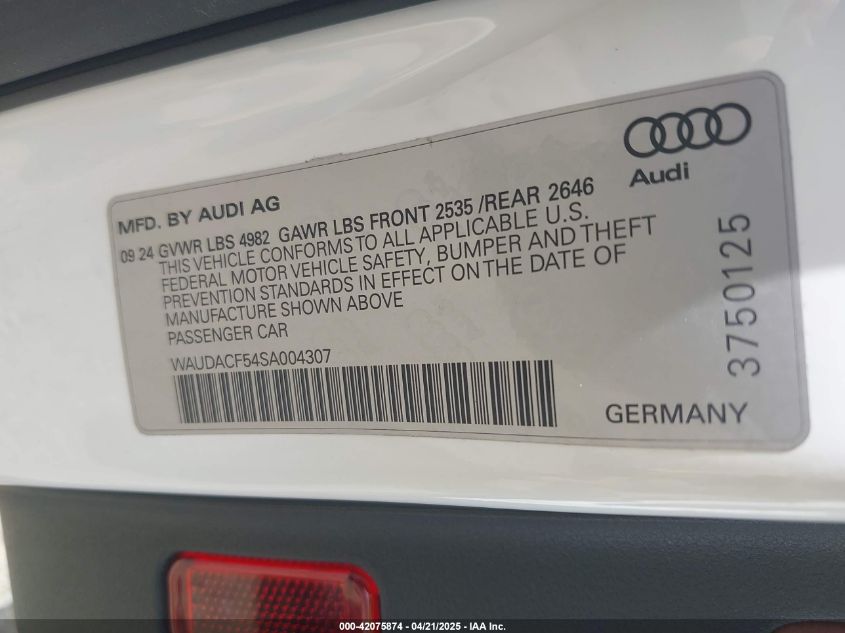 Audi
MFD. BY AUDI AG
09 24 GVWR LBS 4982 GAWR LBS FRONT 2535 /REAR 2646
THIS VEHICLE CONFORMS TO ALL APPLICABLE U.S.
FEDERAL MOTOR VEHICLE SAFETY, BUMPER AND THEFT
PREVENTION STANDARDS IN EFFECT ON THE DATE OF
MANUFACTURE SHOWN ABOVE
PASSENGER CAR
WAUDACF54SA004307
3750125
GERMANY
000-42075874 - 04/21/2025 - IAA Inc.